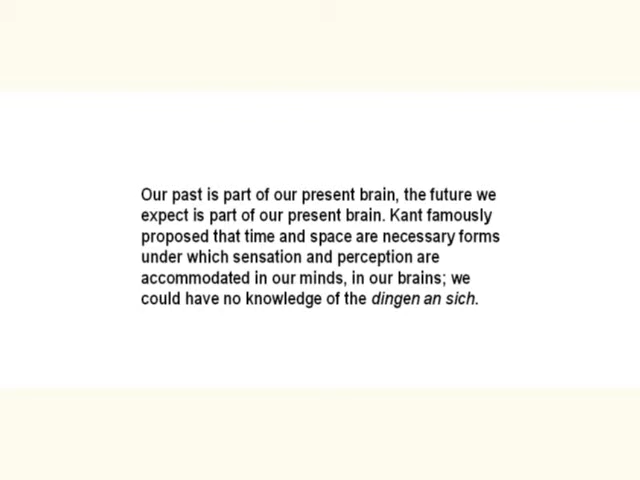 Our past is part of our present brain, the future we
expect is part of our present brain. Kant famously
proposed that time and space are necessary forms
under which sensation and perception are
accommodated in our minds, in our brains; we
could have no knowledge of the dingen an sich.